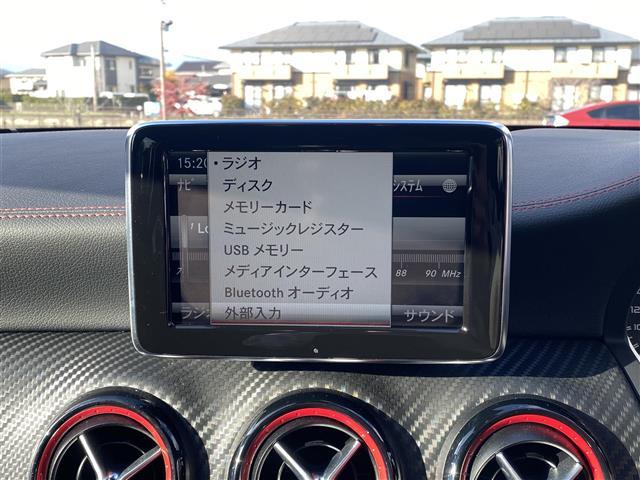 15:20
・ラジオ
ディスク
メモリーカード
ミュージックレジスター
USB メモリー
メディアインターフェース
Bluetooth オーディオ
外部入力
ナビ
システム
88 90 MHz
サウンド